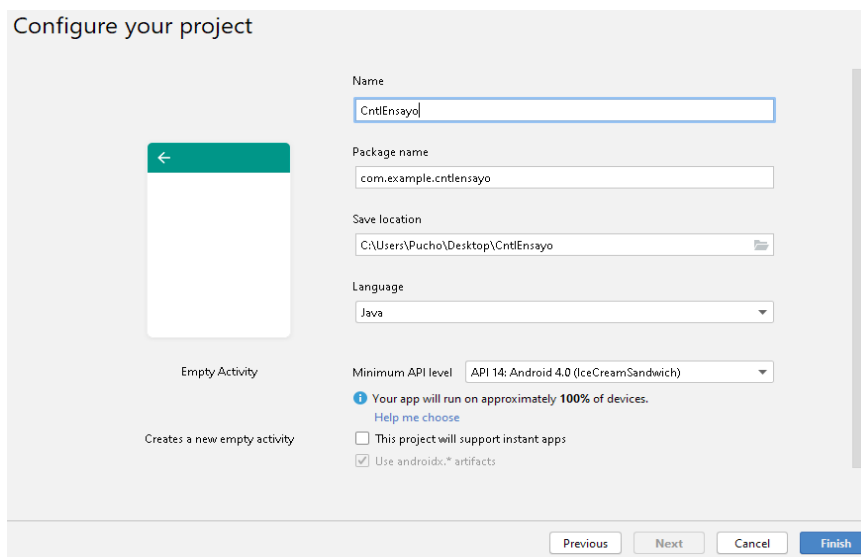 Configure your project
Name
CntlEnsayo
Package name
com.example.cntlensayo
Save location
C:\Users\Pucho\Desktop\CntlEnsayo
Language
Java
Empty Activity
Minimum API level API 14: Android 4.0 (IceCreamSandwich)
Your app will run on approximately 100% of devices.
Help me choose
Creates a new empty activity
This project will support instant apps
Use androidx.* artifacts
Previous Next Cancel Finish